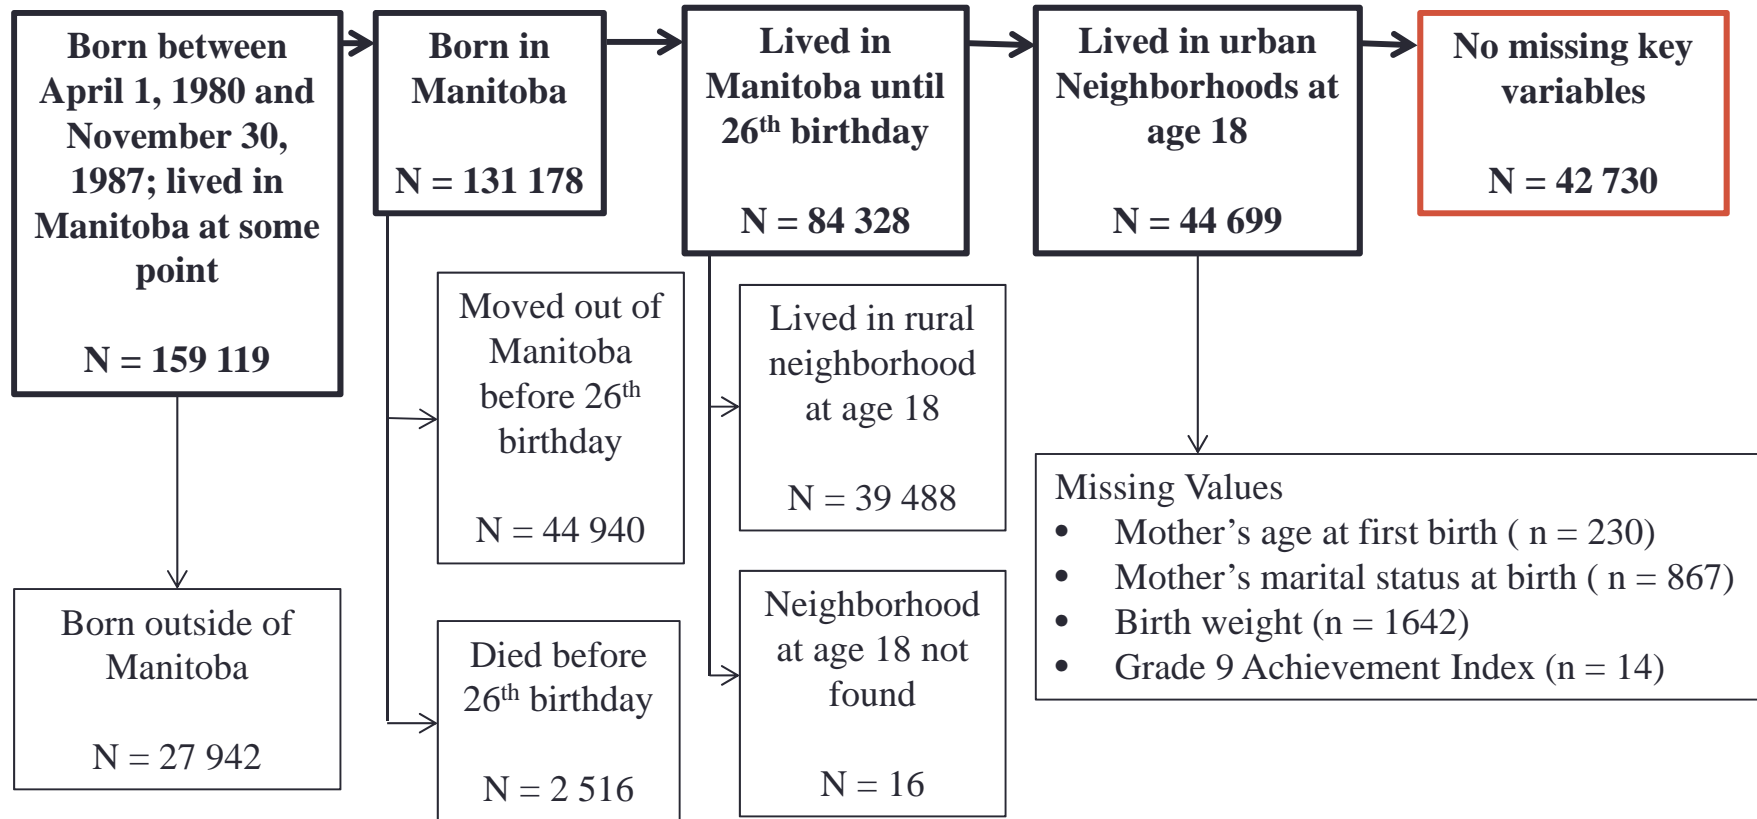 Born between
April 1, 1980 and
November 30,
1987; lived in
Manitoba at some
point
N = 159 119
Born in
Manitoba
N = 131 178
Lived in
Manitoba until
26th birthday
N = 84 328
Lived in urban
Neighborhoods at
age 18
N = 44 699
No missing key
variables
N = 42 730
Born outside of
Manitoba
N = 27 942
Moved out of
Manitoba
before 26th
birthday
N = 44 940
Died before
26th birthday
N = 2 516
Lived in rural
neighborhood
at age 18
N = 39 488
Neighborhood
at age 18 not
found
N = 16
Missing Values
• Mother’s age at first birth ( n = 230)
• Mother’s marital status at birth ( n = 867)
• Birth weight (n = 1642)
• Grade 9 Achievement Index (n = 14)